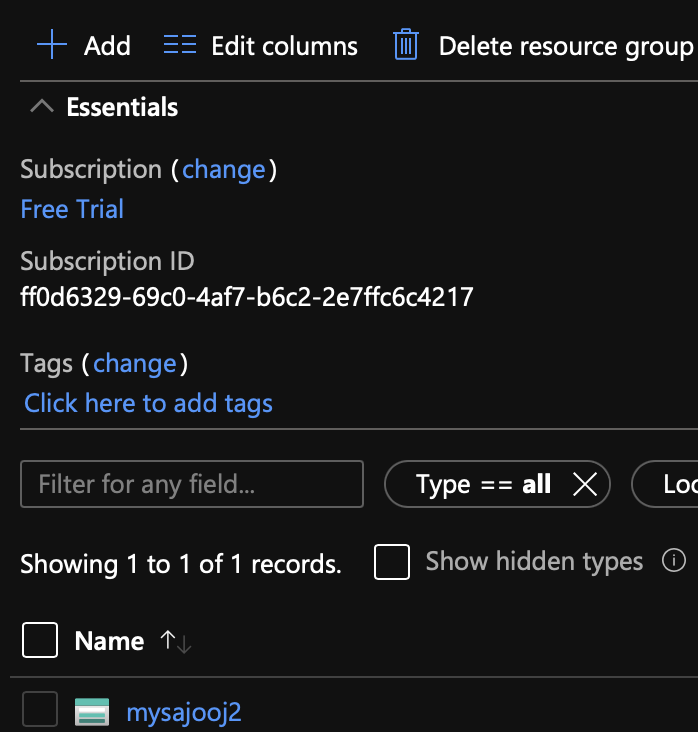 Add Edit columns Delete resource group
Essentials
Subscription (change)
Free Trial
Subscription ID
ff0d6329-69c0-4af7-b6c2-2e7ffc6c4217
Tags (change)
Click here to add tags
Filter for any field... Type == all Loc
Showing 1 to 1 of 1 records. Show hidden types
Name
mysajooj2